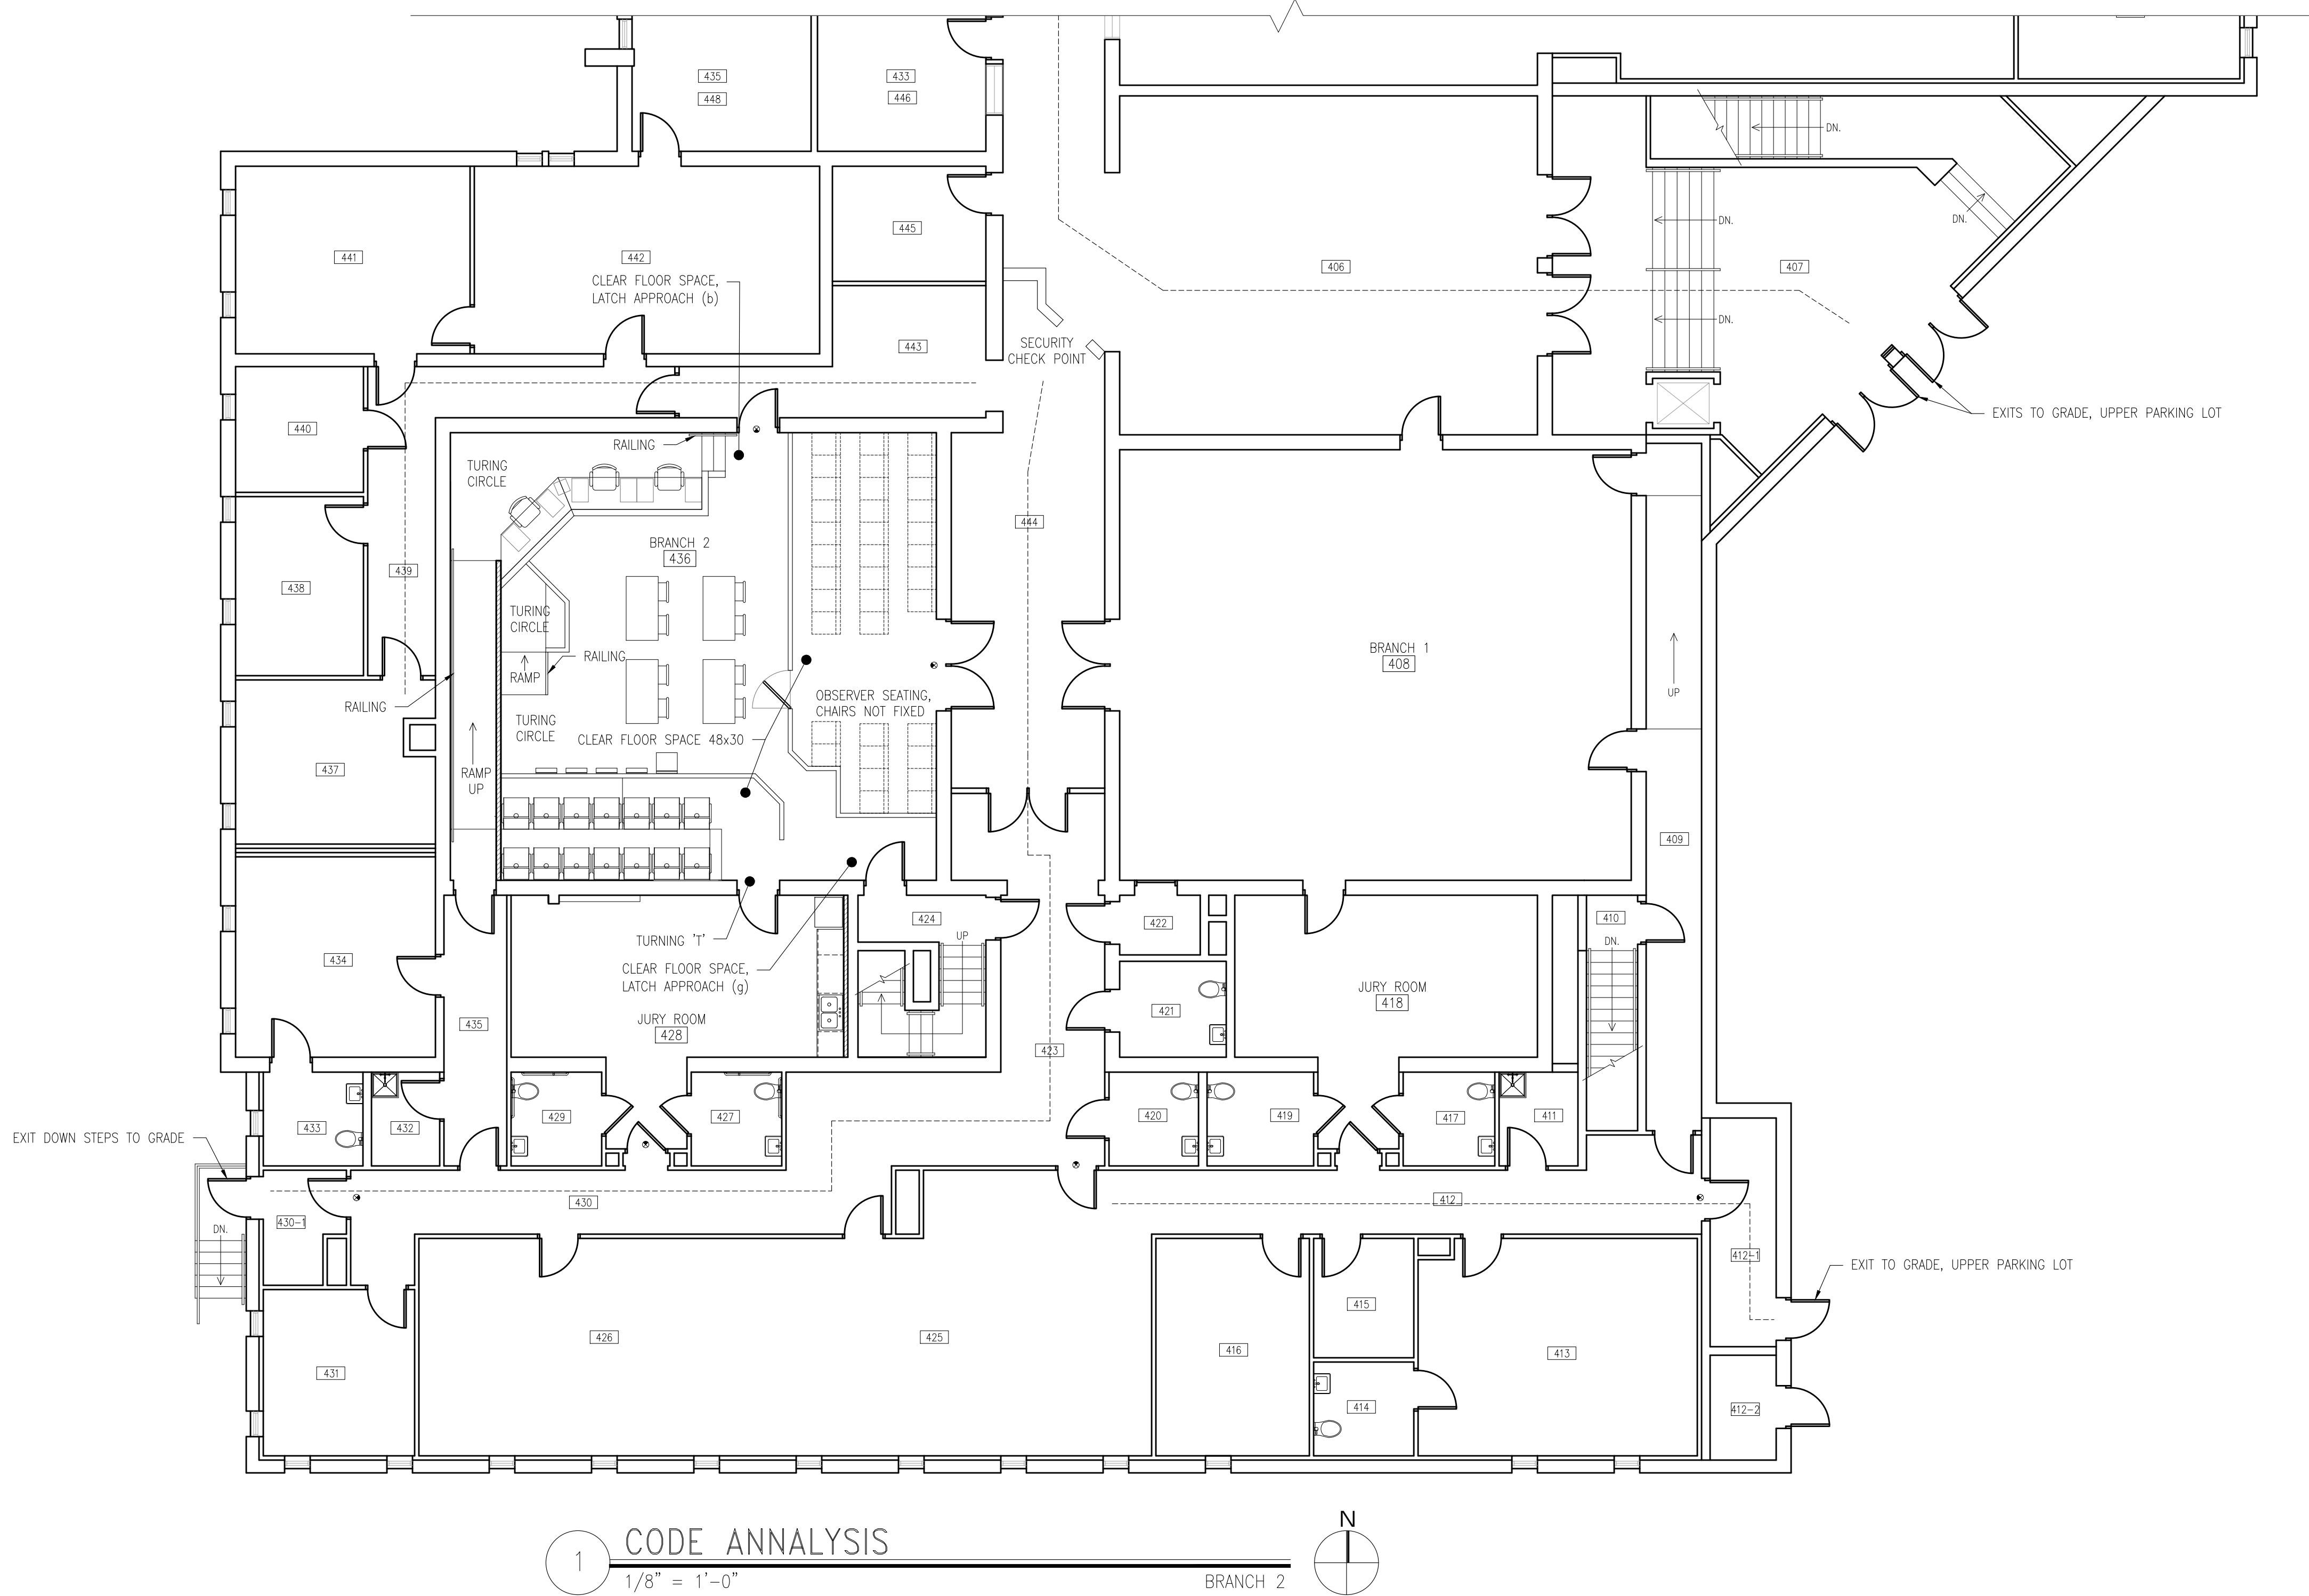 435
448
433
446
DN.
445
DN.
DN.
441
442
CLEAR FLOOR SPACE,
LATCH APPROACH (b)
406
407
443
SECURITY
CHECK POINT
DN.
EXITS TO GRADE, UPPER PARKING LOT
440
RAILING
TURING
CIRCLE
444
BRANCH 2
436
439
438
TURING
CIRCLE
RAILING
RAMP
BRANCH 1
408
UP
OBSERVER SEATING,
CHAIRS NOT FIXED
RAILING
TURING
CIRCLE
CLEAR FLOOR SPACE 48x30
437
RAMP
UP
409
424
422
410
UP
DN.
TURNING 'T'
CLEAR FLOOR SPACE,
LATCH APPROACH (g)
434
JURY ROOM
418
421
435
JURY ROOM
428
423
433
432
429
427
420
419
417
411
EXIT DOWN STEPS TO GRADE
430
412
430-1
DN.
412-1
EXIT TO GRADE, UPPER PARKING LOT
415
426
425
416
413
431
414
412-2
N
1
CODE ANNALYSIS
1/8" = 1'-0"
BRANCH 2